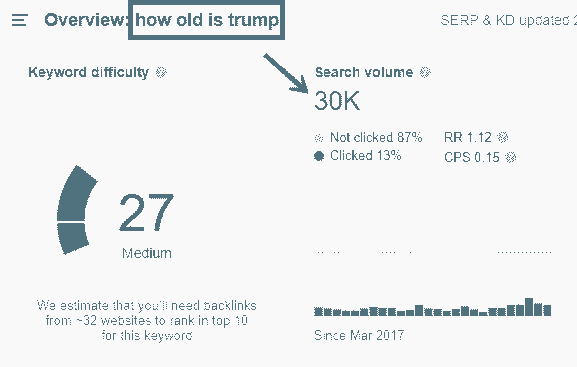 Overview: how old is trump
SERP & KD updated 2
Keyword difficulty
Search volume
30K
Not clicked 87%
RR 1.12
Clicked 13%
CPS 0.15
27
Medium
We estimate that you'll need backlinks
from ~32 websites to rank in top 10
for this keyword
Since Mar 2017